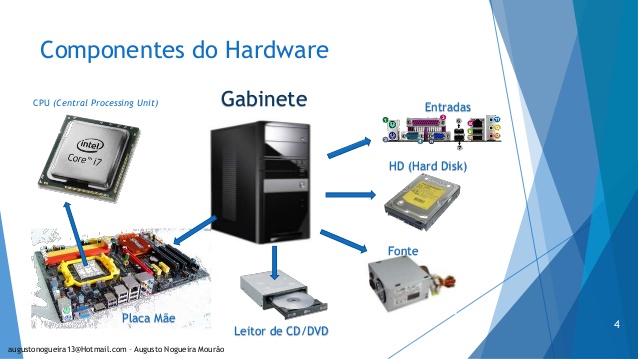 Componentes do Hardware
CPU (Central Processing Unit)
Gabinete
Entradas
intel
Core™ i7
HD (Hard Disk)
Fonte
Placa Mãe
Leitor de CD/DVD
4
augustonogueira13@Hotmail.com – Augusto Nogueira Mourão